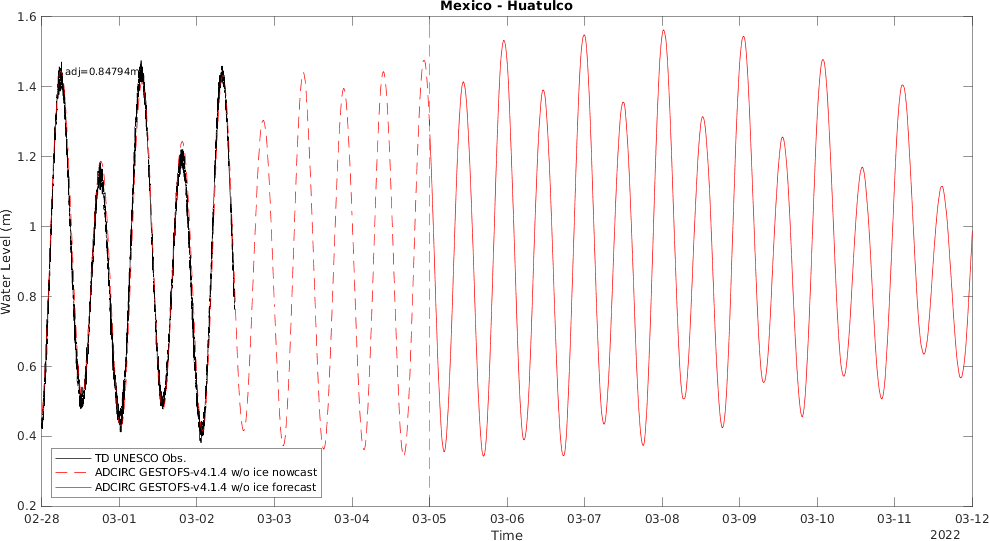 Mexico - Huatulco
1.6
1.4
1.2
1
0.8
0.6
0.4
0.2
Water Level (m)
adj=0.84794m
TD UNESCO Obs.
ADCIRC GESTOFS-v4.1.4 w/o ice nowcast
ADCIRC GESTOFS-v4.1.4 w/o ice forecast
02-28 03-01 03-02 03-03 03-04 03-05 03-06 03-07 03-08 03-09 03-10 03-11 03-12
Time
2022